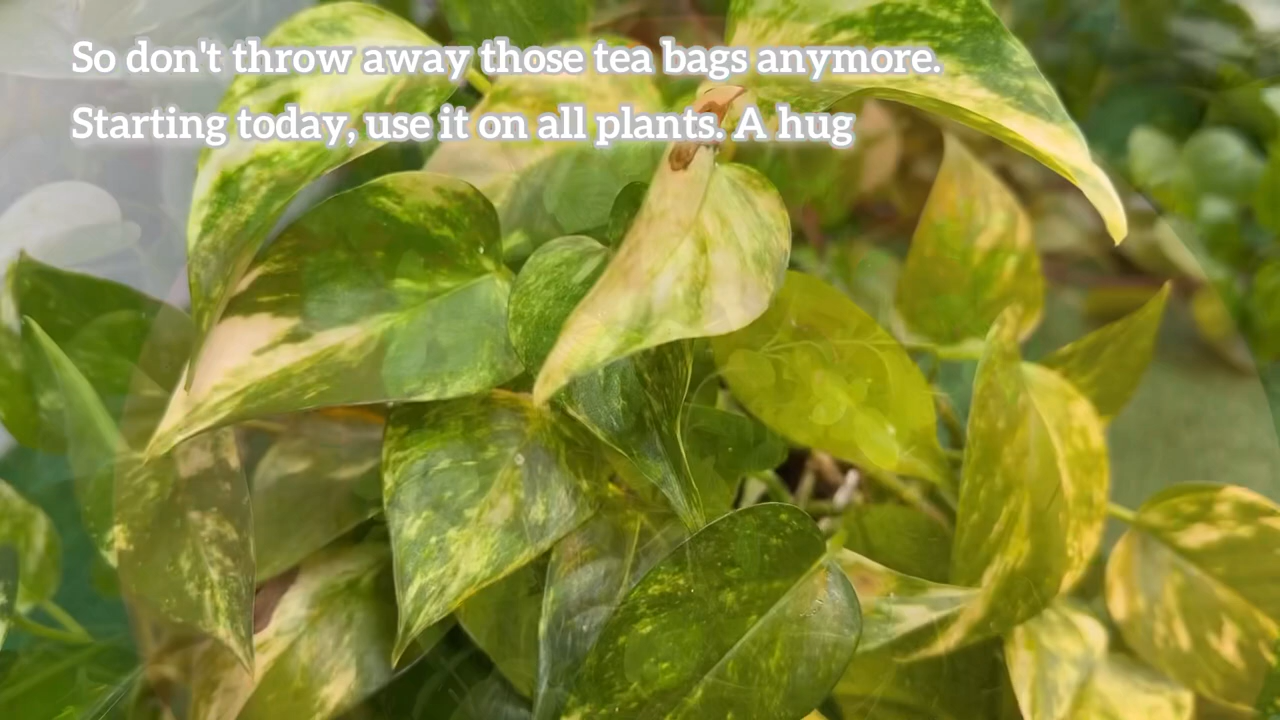 So don't throw away those tea bags anymore.
Starting today, use it on all plants. A hug